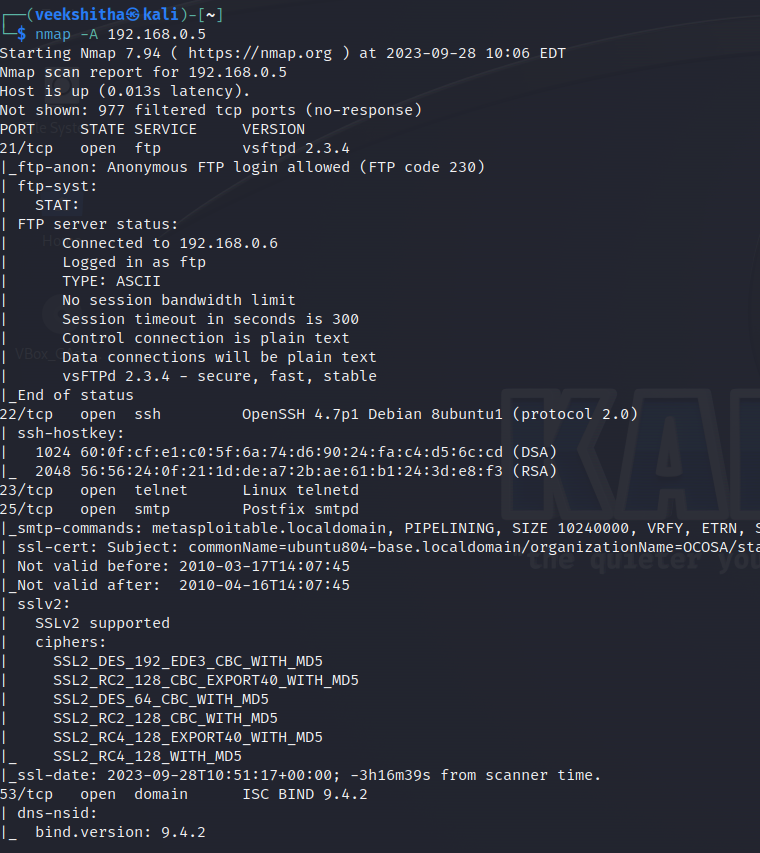 ┌──(veekshitha㉿kali)-[~]
└─$ nmap -A 192.168.0.5
Starting Nmap 7.94 ( https://nmap.org ) at 2023-09-28 10:06 EDT
Nmap scan report for 192.168.0.5
Host is up (0.013s latency).
Not shown: 977 filtered tcp ports (no-response)
PORT     STATE SERVICE     VERSION
21/tcp   open  ftp         vsftpd 2.3.4
|_ftp-anon: Anonymous FTP login allowed (FTP code 230)
| ftp-syst:
|   STAT:
| FTP server status:
|      Connected to 192.168.0.6
|      Logged in as ftp
|      TYPE: ASCII
|      No session bandwidth limit
|      Session timeout in seconds is 300
|      Control connection is plain text
|      Data connections will be plain text
|      vsFTPd 2.3.4 - secure, fast, stable
|_End of status
22/tcp   open  ssh         OpenSSH 4.7p1 Debian 8ubuntu1 (protocol 2.0)
| ssh-hostkey:
|   1024 60:0f:cf:e1:c0:5f:6a:74:d6:90:24:fa:c4:d5:6c:cd (DSA)
|_  2048 56:56:24:0f:21:1d:de:a7:2b:ae:61:b1:24:3d:e8:f3 (RSA)
23/tcp   open  telnet      Linux telnetd
25/tcp   open  smtp        Postfix smtpd
|_smtp-commands: metasploitable.localdomain, PIPELINING, SIZE 10240000, VRFY, ETRN, S
| ssl-cert: Subject: commonName=ubuntu804-base.localdomain/organizationName=OCOSA/sta
| Not valid before: 2010-03-17T14:07:45
|_Not valid after:  2010-04-16T14:07:45
| sslv2:
|   SSLv2 supported
|   ciphers:
|     SSL2_DES_192_EDE3_CBC_WITH_MD5
|     SSL2_RC2_128_CBC_EXPORT40_WITH_MD5
|     SSL2_DES_64_CBC_WITH_MD5
|     SSL2_RC2_128_CBC_WITH_MD5
|     SSL2_RC4_128_EXPORT40_WITH_MD5
|_    SSL2_RC4_128_WITH_MD5
|_ssl-date: 2023-09-28T10:51:17+00:00; -3h16m39s from scanner time.
53/tcp   open  domain      ISC BIND 9.4.2
| dns-nsid:
|_  bind.version: 9.4.2
KAL
the quieter you